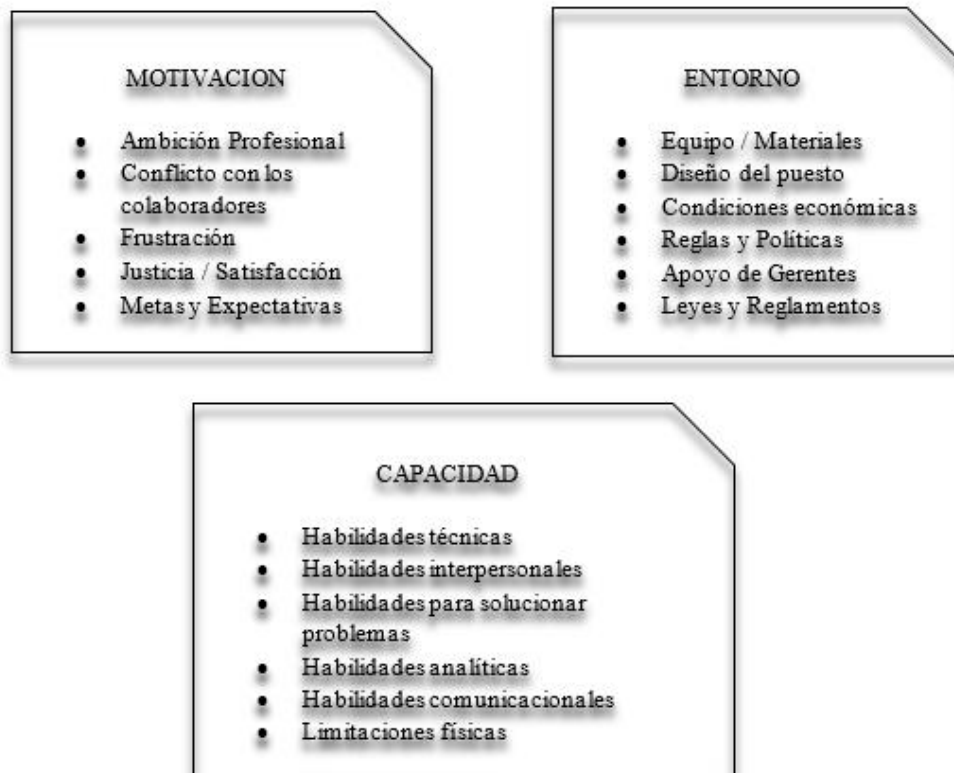 MOTIVACION
• Ambición Profesional
• Conflicto con los
colaboradores
• Frustración
• Justicia / Satisfacción
• Metas y Expectativas
ENTORNO
• Equipo / Materiales
• Diseño del puesto
• Condiciones económicas
• Reglas y Políticas
• Apoyo de Gerentes
• Leyes y Reglamentos
CAPACIDAD
• Habilidades técnicas
• Habilidades interpersonales
• Habilidades para solucionar
problemas
• Habilidades analíticas
• Habilidades comunicacionales
• Limitaciones físicas